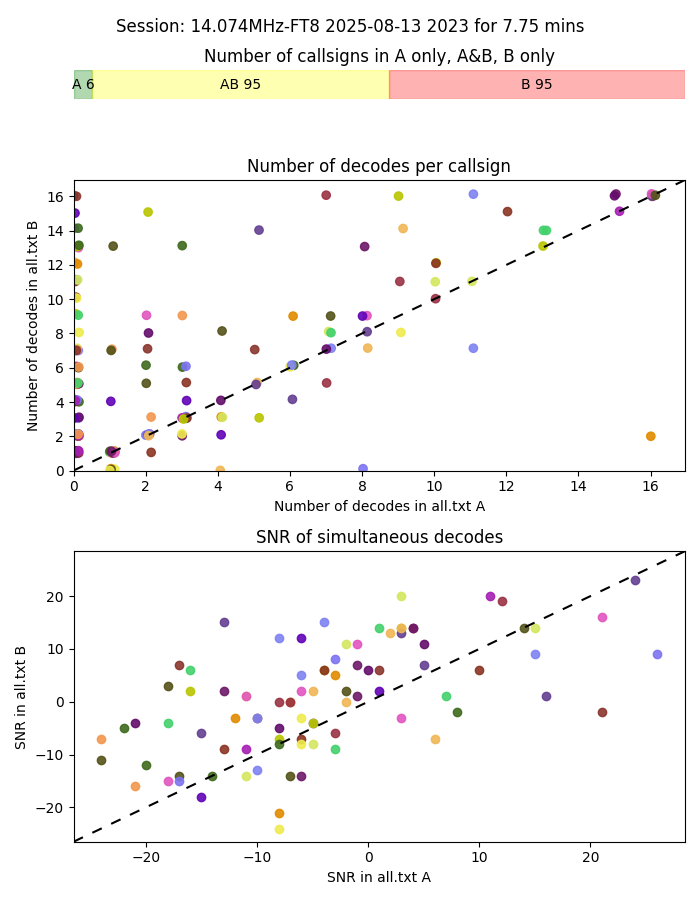 Session: 14.074MHz-FT8 2025-08-13 2023 for 7.75 mins
Number of callsigns in A only, A&B, B only
A 6 AB 95 B 95
Number of decodes per callsign
Number of decodes in all.txt B
16
14
12
10
8
6
4
2
0
0 2 4 6 8 10 12 14 16
Number of decodes in all.txt A
SNR of simultaneous decodes
SNR in all.txt B
20
10
0
−10
−20
−20 −10 0 10 20
SNR in all.txt A